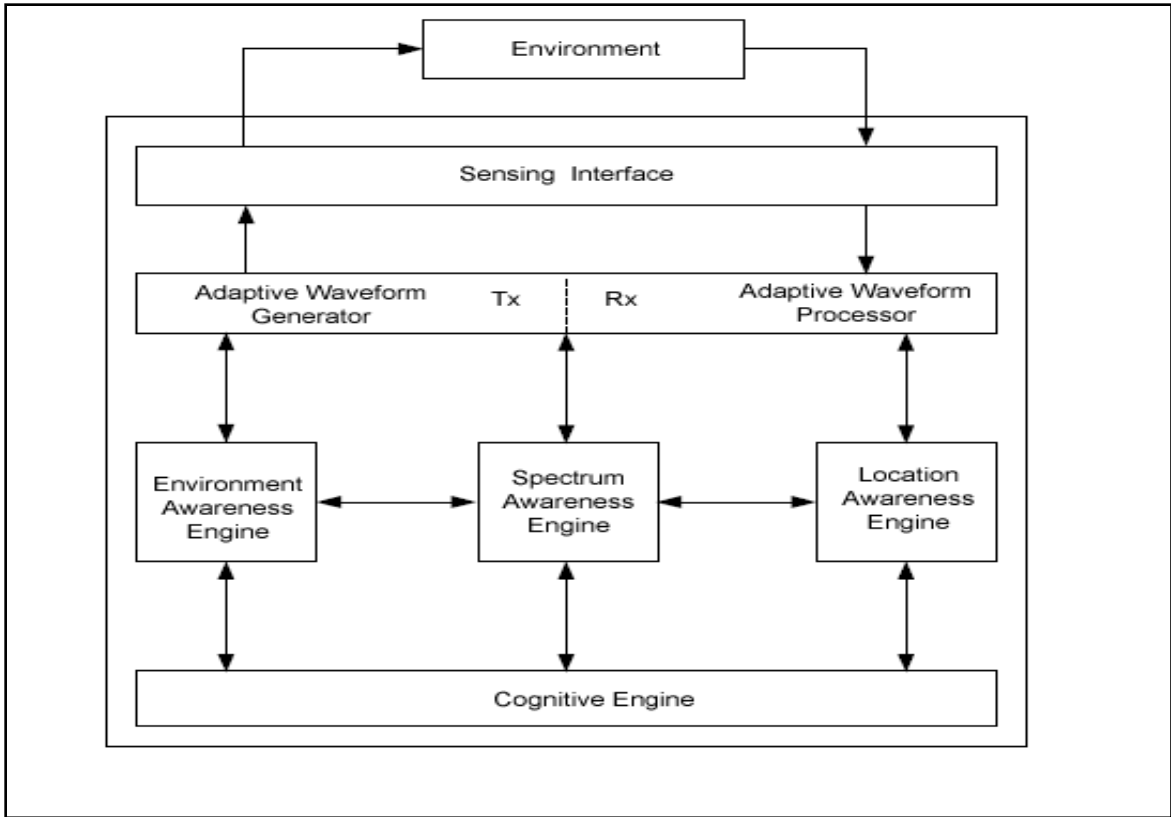 Environment
Sensing Interface
Adaptive Waveform
Generator
Tx
Rx
Adaptive Waveform
Processor
Environment
Awareness
Engine
Spectrum
Awareness
Engine
Location
Awareness
Engine
Cognitive Engine